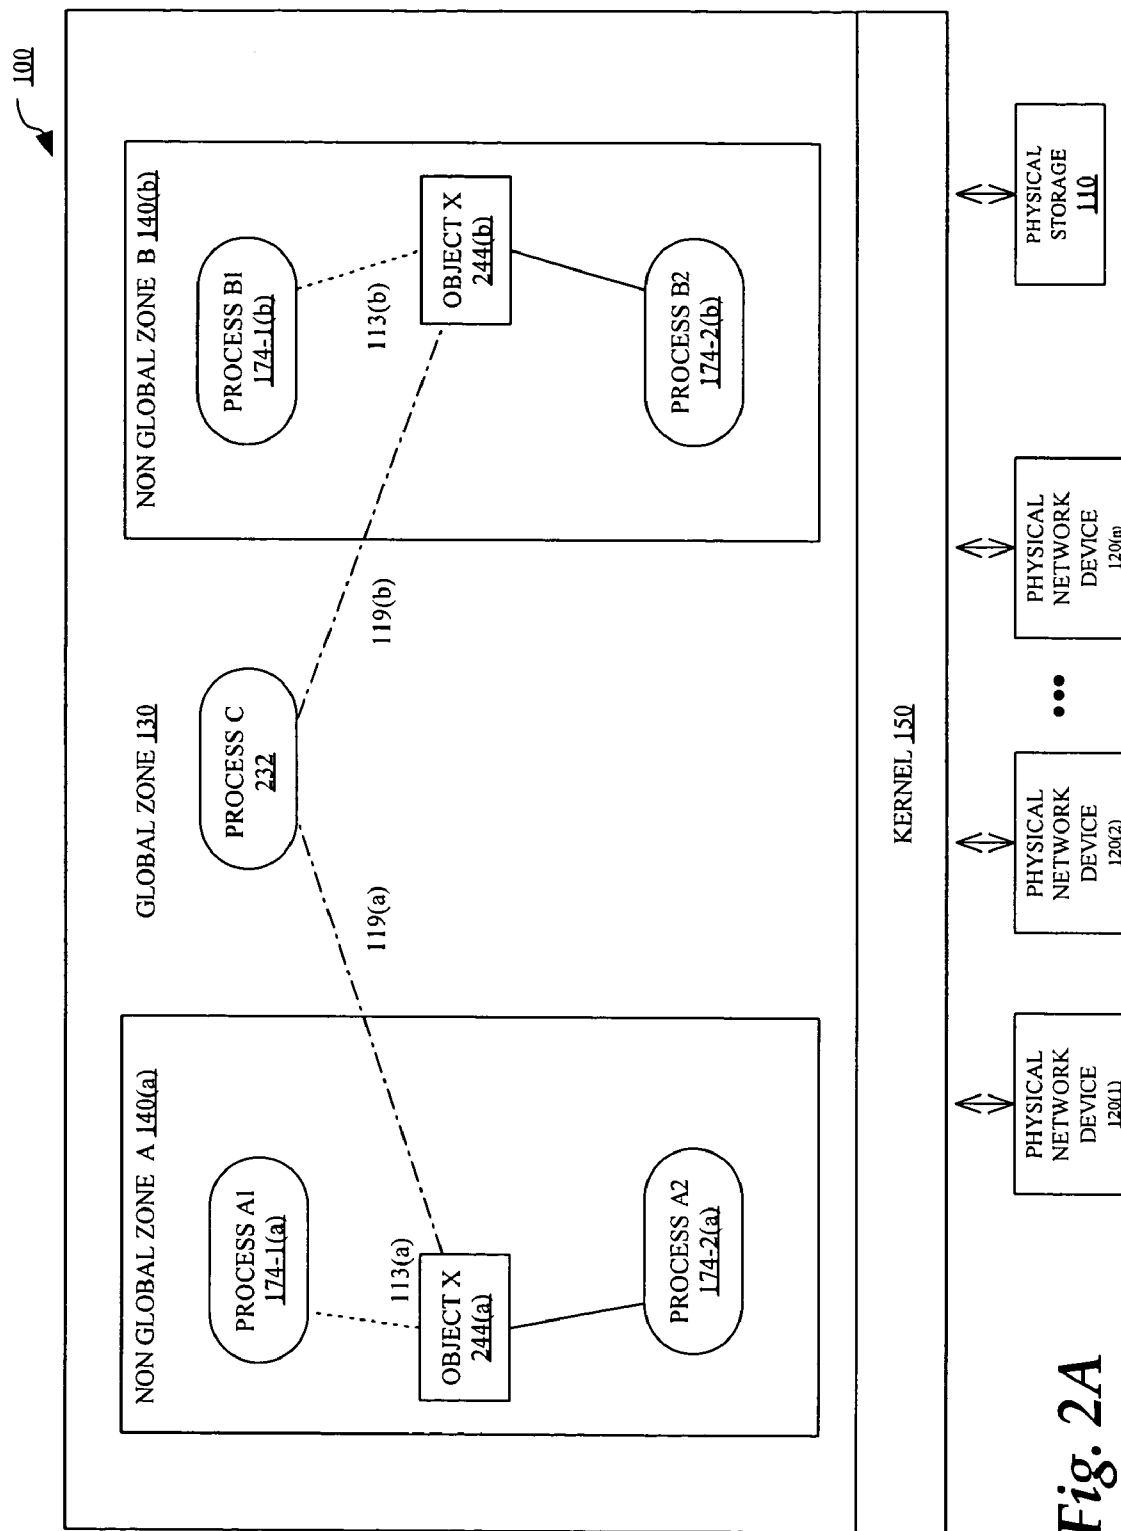 100
NON GLOBAL ZONE A 140(a)
PROCESS A1
174-1(a)
113(a)
OBJECT X
244(a)
PROCESS A2
174-2(a)
GLOBAL ZONE 130
PROCESS C
232
119(a)
119(b)
NON GLOBAL ZONE B 140(b)
PROCESS B1
174-1(b)
113(b)
OBJECT X
244(b)
PROCESS B2
174-2(b)
KERNEL 150
PHYSICAL
NETWORK
DEVICE
120(1)
PHYSICAL
NETWORK
DEVICE
120(2)
•••
PHYSICAL
NETWORK
DEVICE
120(n)
PHYSICAL
STORAGE
110
Fig. 2A